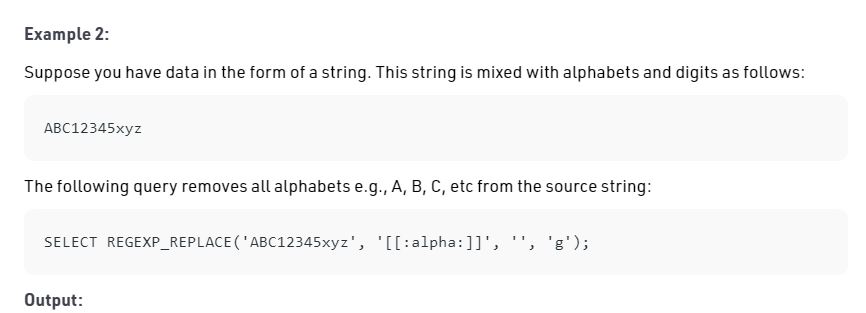 Example 2:
Suppose you have data in the form of a string. This string is mixed with alphabets and digits as follows:
ABC12345xyz
The following query removes all alphabets e.g., A, B, C, etc from the source string:
SELECT REGEXP_REPLACE('ABC12345xyz', '[[:alpha:]]', '', 'g');
Output: